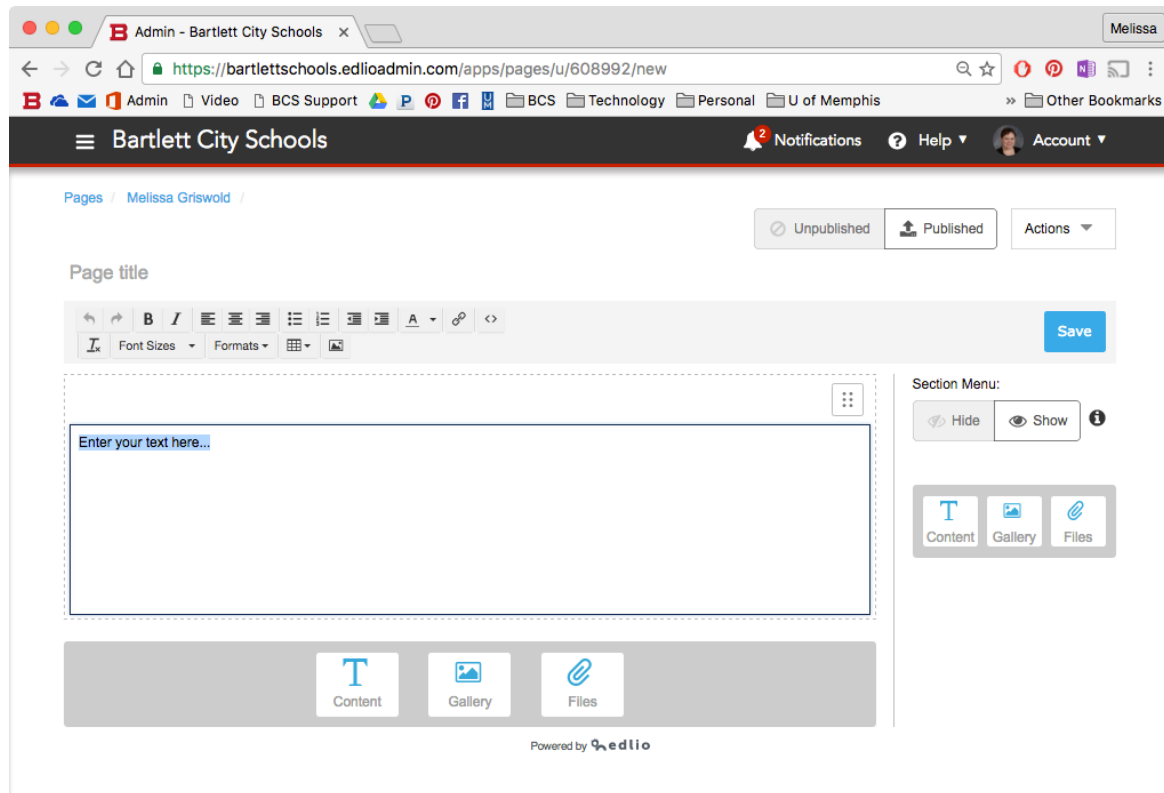 B Admin - Bartlett City Schools × Melissa
https://bartlettschools.edlioadmin.com/apps/pages/u/608992/new
B Admin Video BCS Support P BCS Technology Personal U of Memphis » Other Bookmarks
Bartlett City Schools 2 Notifications ? Help ▼ Account ▼
Pages / Melissa Griswold /
Unpublished Published Actions
Page title
B I A <>
Ix Font Sizes Formats
Save
Section Menu:
Hide Show
Enter your text here...
T Content Gallery Files
T Content Gallery Files
Powered by edlio